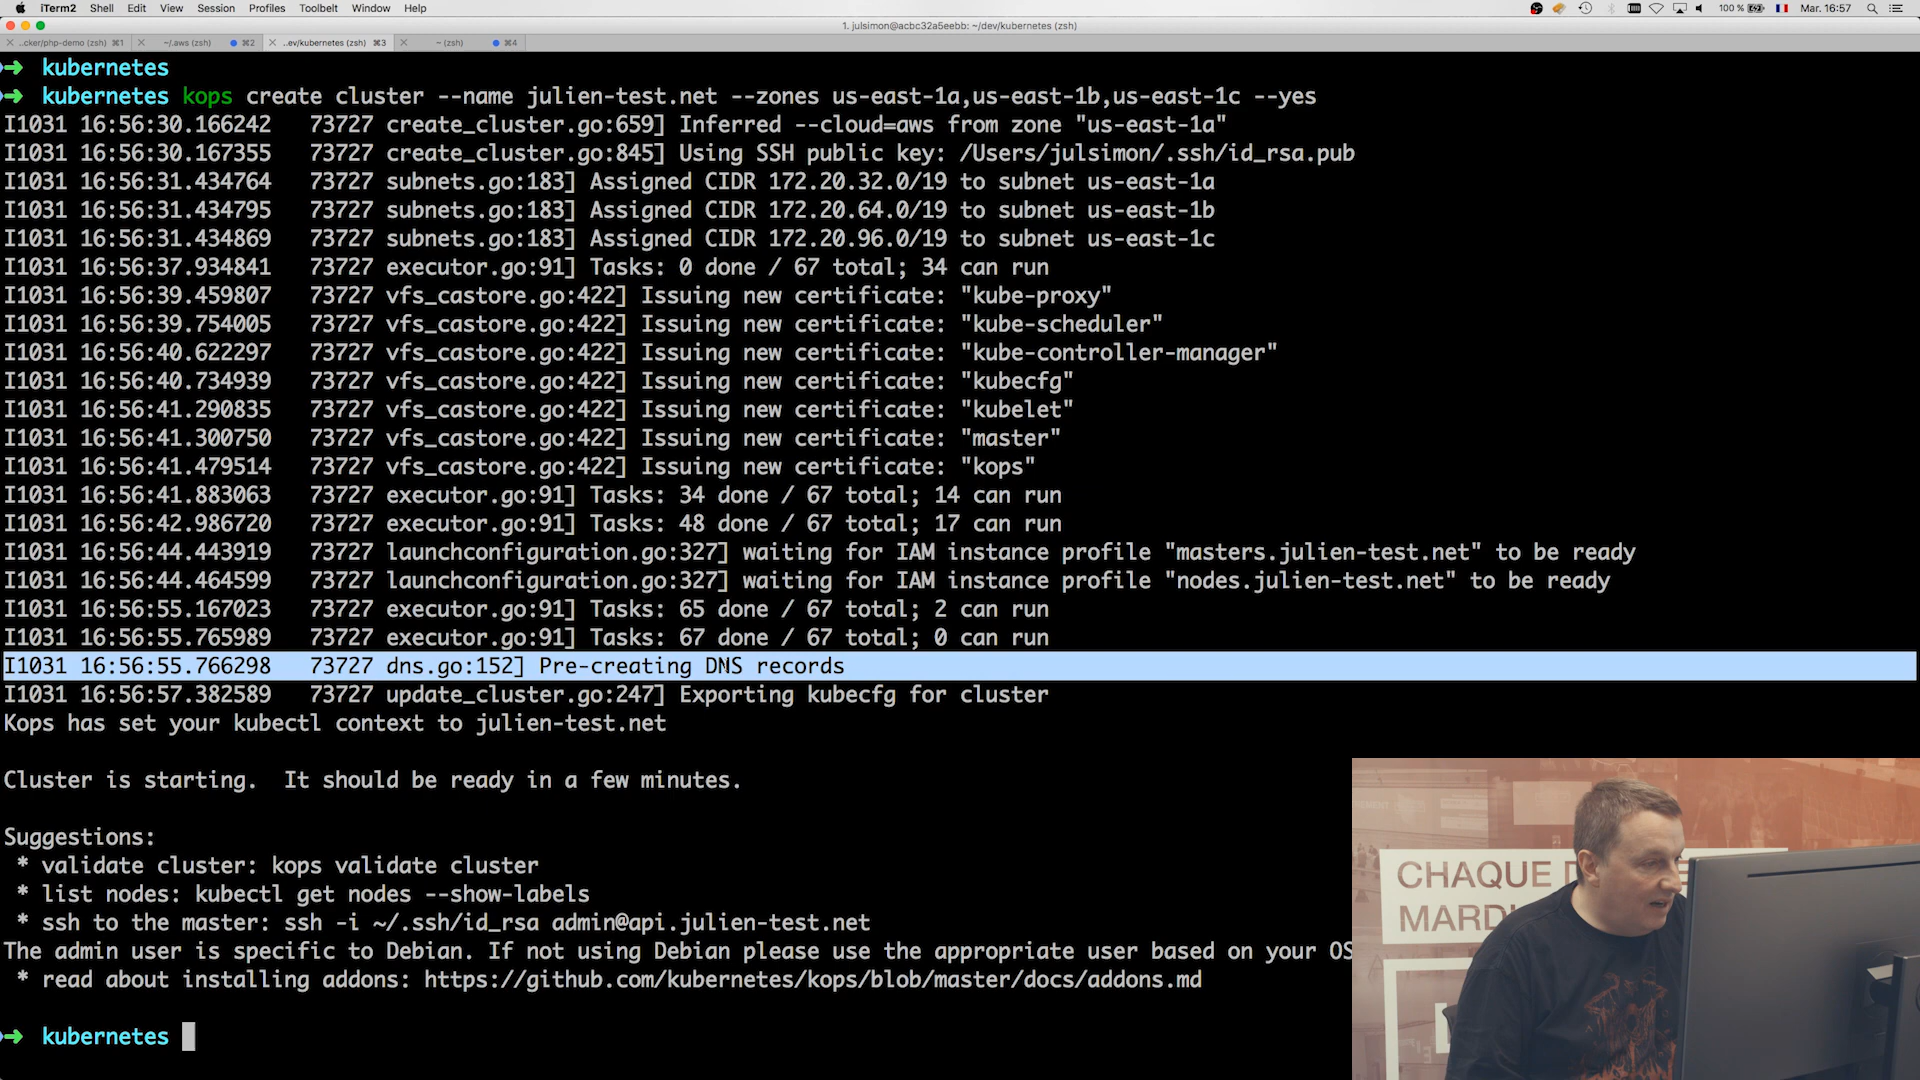 iTerm2 Shell Edit View Session Profiles Toolbelt Window Help 100 % Mar. 16:57
1. julsimon@acbc32a5eebb: ~/dev/kubernetes (zsh)
..cker/php-demo (zsh) ⌘1 ~/.aws (zsh) ⌘2 ..ev/kubernetes (zsh) ⌘3 ~ (zsh) ⌘4
➜ kubernetes
➜ kubernetes kops create cluster --name julien-test.net --zones us-east-1a,us-east-1b,us-east-1c --yes
I1031 16:56:30.166242 73727 create_cluster.go:659] Inferred --cloud=aws from zone "us-east-1a"
I1031 16:56:30.167355 73727 create_cluster.go:845] Using SSH public key: /Users/julsimon/.ssh/id_rsa.pub
I1031 16:56:31.434764 73727 subnets.go:183] Assigned CIDR 172.20.32.0/19 to subnet us-east-1a
I1031 16:56:31.434795 73727 subnets.go:183] Assigned CIDR 172.20.64.0/19 to subnet us-east-1b
I1031 16:56:31.434869 73727 subnets.go:183] Assigned CIDR 172.20.96.0/19 to subnet us-east-1c
I1031 16:56:37.934841 73727 executor.go:91] Tasks: 0 done / 67 total; 34 can run
I1031 16:56:39.459807 73727 vfs_castore.go:422] Issuing new certificate: "kube-proxy"
I1031 16:56:39.754005 73727 vfs_castore.go:422] Issuing new certificate: "kube-scheduler"
I1031 16:56:40.622297 73727 vfs_castore.go:422] Issuing new certificate: "kube-controller-manager"
I1031 16:56:40.734939 73727 vfs_castore.go:422] Issuing new certificate: "kubecfg"
I1031 16:56:41.290835 73727 vfs_castore.go:422] Issuing new certificate: "kubelet"
I1031 16:56:41.300750 73727 vfs_castore.go:422] Issuing new certificate: "master"
I1031 16:56:41.479514 73727 vfs_castore.go:422] Issuing new certificate: "kops"
I1031 16:56:41.883063 73727 executor.go:91] Tasks: 34 done / 67 total; 14 can run
I1031 16:56:42.986720 73727 executor.go:91] Tasks: 48 done / 67 total; 17 can run
I1031 16:56:44.443919 73727 launchconfiguration.go:327] waiting for IAM instance profile "masters.julien-test.net" to be ready
I1031 16:56:44.464599 73727 launchconfiguration.go:327] waiting for IAM instance profile "nodes.julien-test.net" to be ready
I1031 16:56:55.167023 73727 executor.go:91] Tasks: 65 done / 67 total; 2 can run
I1031 16:56:55.765989 73727 executor.go:91] Tasks: 67 done / 67 total; 0 can run
I1031 16:56:55.766298 73727 dns.go:152] Pre-creating DNS records
I1031 16:56:57.382589 73727 update_cluster.go:247] Exporting kubecfg for cluster
Kops has set your kubectl context to julien-test.net
Cluster is starting. It should be ready in a few minutes.
Suggestions:
* validate cluster: kops validate cluster
* list nodes: kubectl get nodes --show-labels
* ssh to the master: ssh -i ~/.ssh/id_rsa admin@api.julien-test.net
The admin user is specific to Debian. If not using Debian please use the appropriate user based on your OS
* read about installing addons: https://github.com/kubernetes/kops/blob/master/docs/addons.md
➜ kubernetes
CHAQUE
MARDI